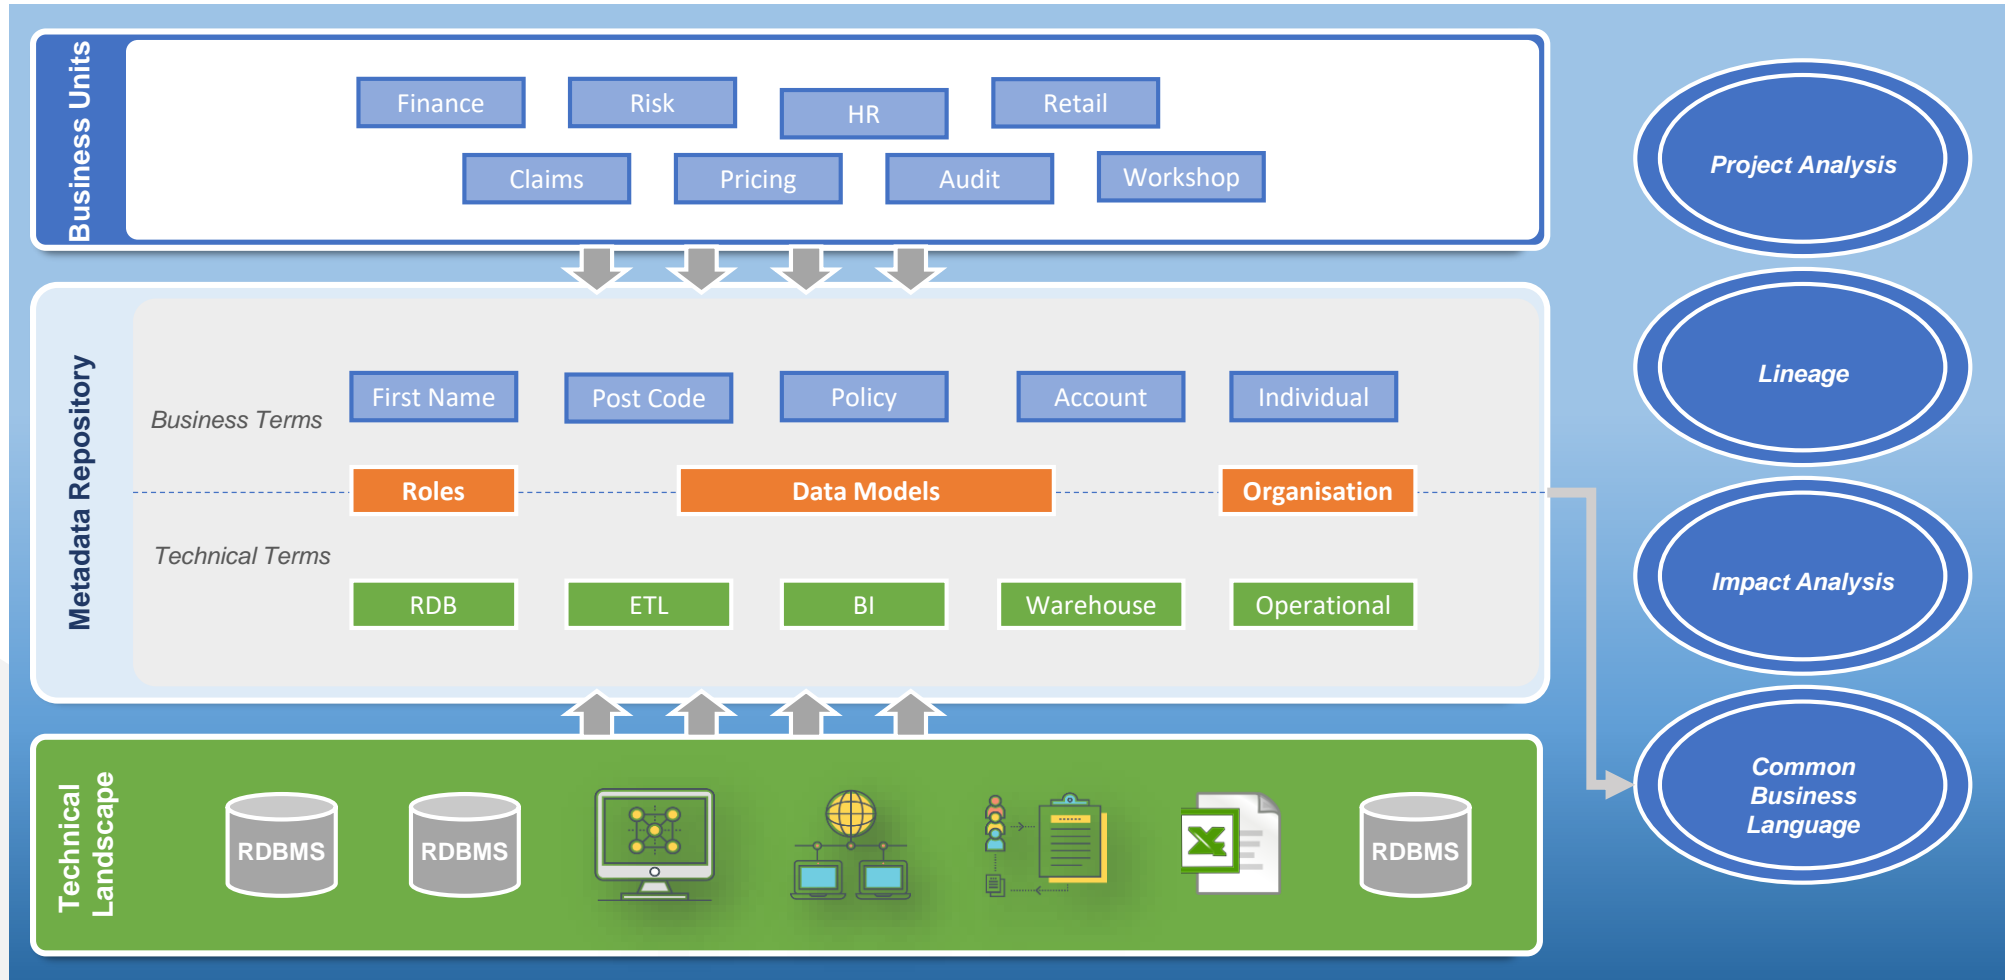 Business Units
Finance
Risk
HR
Retail
Claims
Pricing
Audit
Workshop
Metadata Repository
Business Terms
First Name
Post Code
Policy
Account
Individual
Roles
Data Models
Organisation
Technical Terms
RDB
ETL
BI
Warehouse
Operational
Technical
Landscape
RDBMS
RDBMS
RDBMS
Project Analysis
Lineage
Impact Analysis
Common
Business
Language